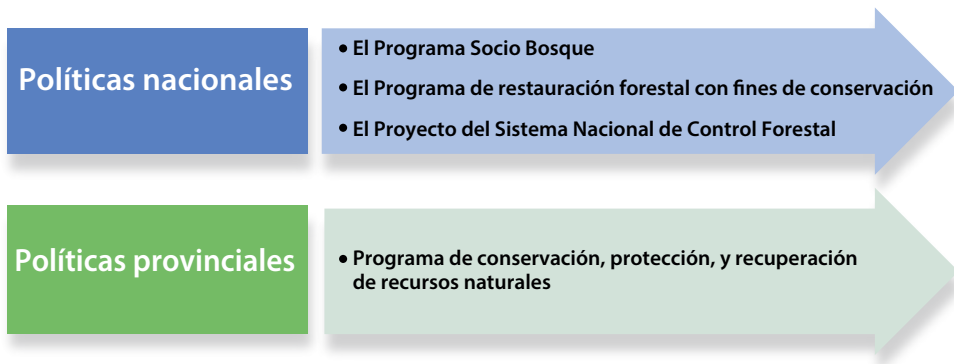 Políticas nacionales
• El Programa Socio Bosque
• El Programa de restauración forestal con fines de conservación
• El Proyecto del Sistema Nacional de Control Forestal
Políticas provinciales
• Programa de conservación, protección, y recuperación
de recursos naturales